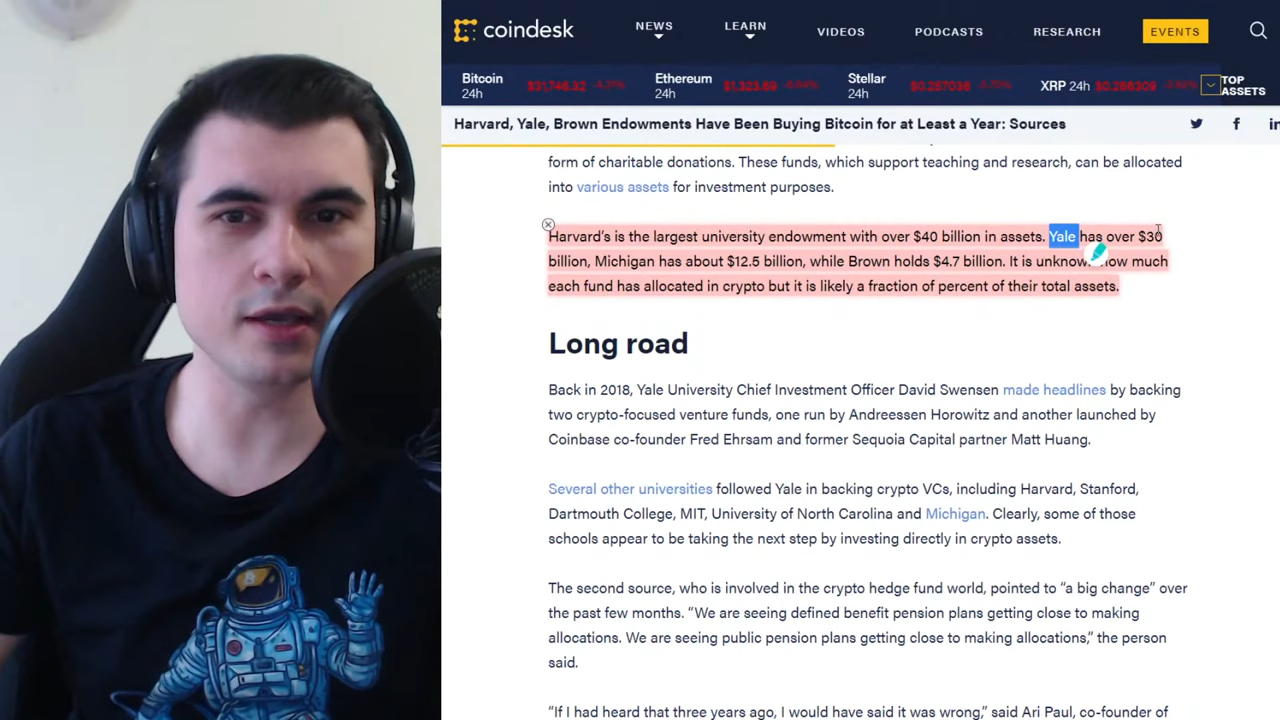 coindesk
NEWS
LEARN
VIDEOS
PODCASTS
RESEARCH
EVENTS
Bitcoin
24h
$31,746.32
Ethereum
24h
$1,323.69
Stellar
24h
XRP 24h
TOP
ASSETS
Harvard, Yale, Brown Endowments Have Been Buying Bitcoin for at Least a Year: Sources
form of charitable donations. These funds, which support teaching and research, can be allocated
into various assets for investment purposes.
Harvard's is the largest university endowment with over $40 billion in assets. Yale has over $30
billion, Michigan has about $12.5 billion, while Brown holds $4.7 billion. It is unknown how much
each fund has allocated in crypto but it is likely a fraction of percent of their total assets.
Long road
Back in 2018, Yale University Chief Investment Officer David Swensen made headlines by backing
two crypto-focused venture funds, one run by Andreessen Horowitz and another launched by
Coinbase co-founder Fred Ehrsam and former Sequoia Capital partner Matt Huang.
Several other universities followed Yale in backing crypto VCs, including Harvard, Stanford,
Dartmouth College, MIT, University of North Carolina and Michigan. Clearly, some of those
schools appear to be taking the next step by investing directly in crypto assets.
The second source, who is involved in the crypto hedge fund world, pointed to “a big change” over
the past few months. “We are seeing defined benefit pension plans getting close to making
allocations. We are seeing public pension plans getting close to making allocations,” the person
said.
“If I had heard that three years ago, I would have said it was wrong,” said Ari Paul, co-founder of